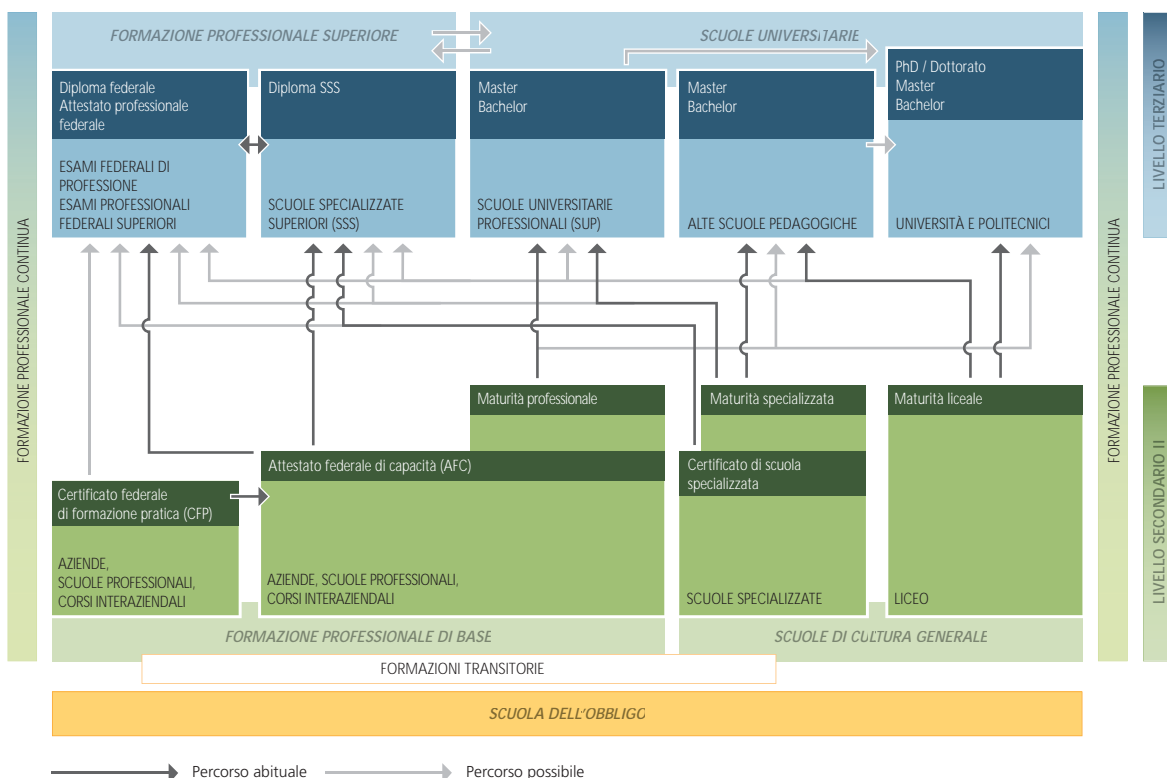 FORMAZIONE PROFESSIONALE SUPERIORE
SCUOLE UNIVERSITARIE
Diploma federale
Attestato professionale
federale
ESAMI FEDERALI DI
PROFESSIONE
ESAMI PROFESSIONALI
FEDERALI SUPERIORI
Diploma SSS
SCUOLE SPECIALIZZATE
SUPERIORI (SSS)
Master
Bachelor
SCUOLE UNIVERSITARIE
PROFESSIONALI (SUP)
Master
Bachelor
ALTE SCUOLE PEDAGOGICHE
PhD / Dottorato
Master
Bachelor
UNIVERSITÀ E POLITECNICI
LIVELLO TERZIARIO
FORMAZIONE PROFESSIONALE CONTINUA
FORMAZIONE PROFESSIONALE CONTINUA
Maturità professionale
Maturità specializzata
Maturità liceale
Attestato federale di capacità (AFC)
Certificato di scuola
specializzata
Certificato federale
di formazione pratica (CFP)
AZIENDE,
SCUOLE PROFESSIONALI,
CORSI INTERAZIENDALI
AZIENDE, SCUOLE PROFESSIONALI,
CORSI INTERAZIENDALI
SCUOLE SPECIALIZZATE
LICEO
LIVELLO SECONDARIO II
FORMAZIONE PROFESSIONALE DI BASE
SCUOLE DI CULTURA GENERALE
FORMAZIONI TRANSITORIE
SCUOLA DELL'OBBLIGO
Percorso abituale
Percorso possibile